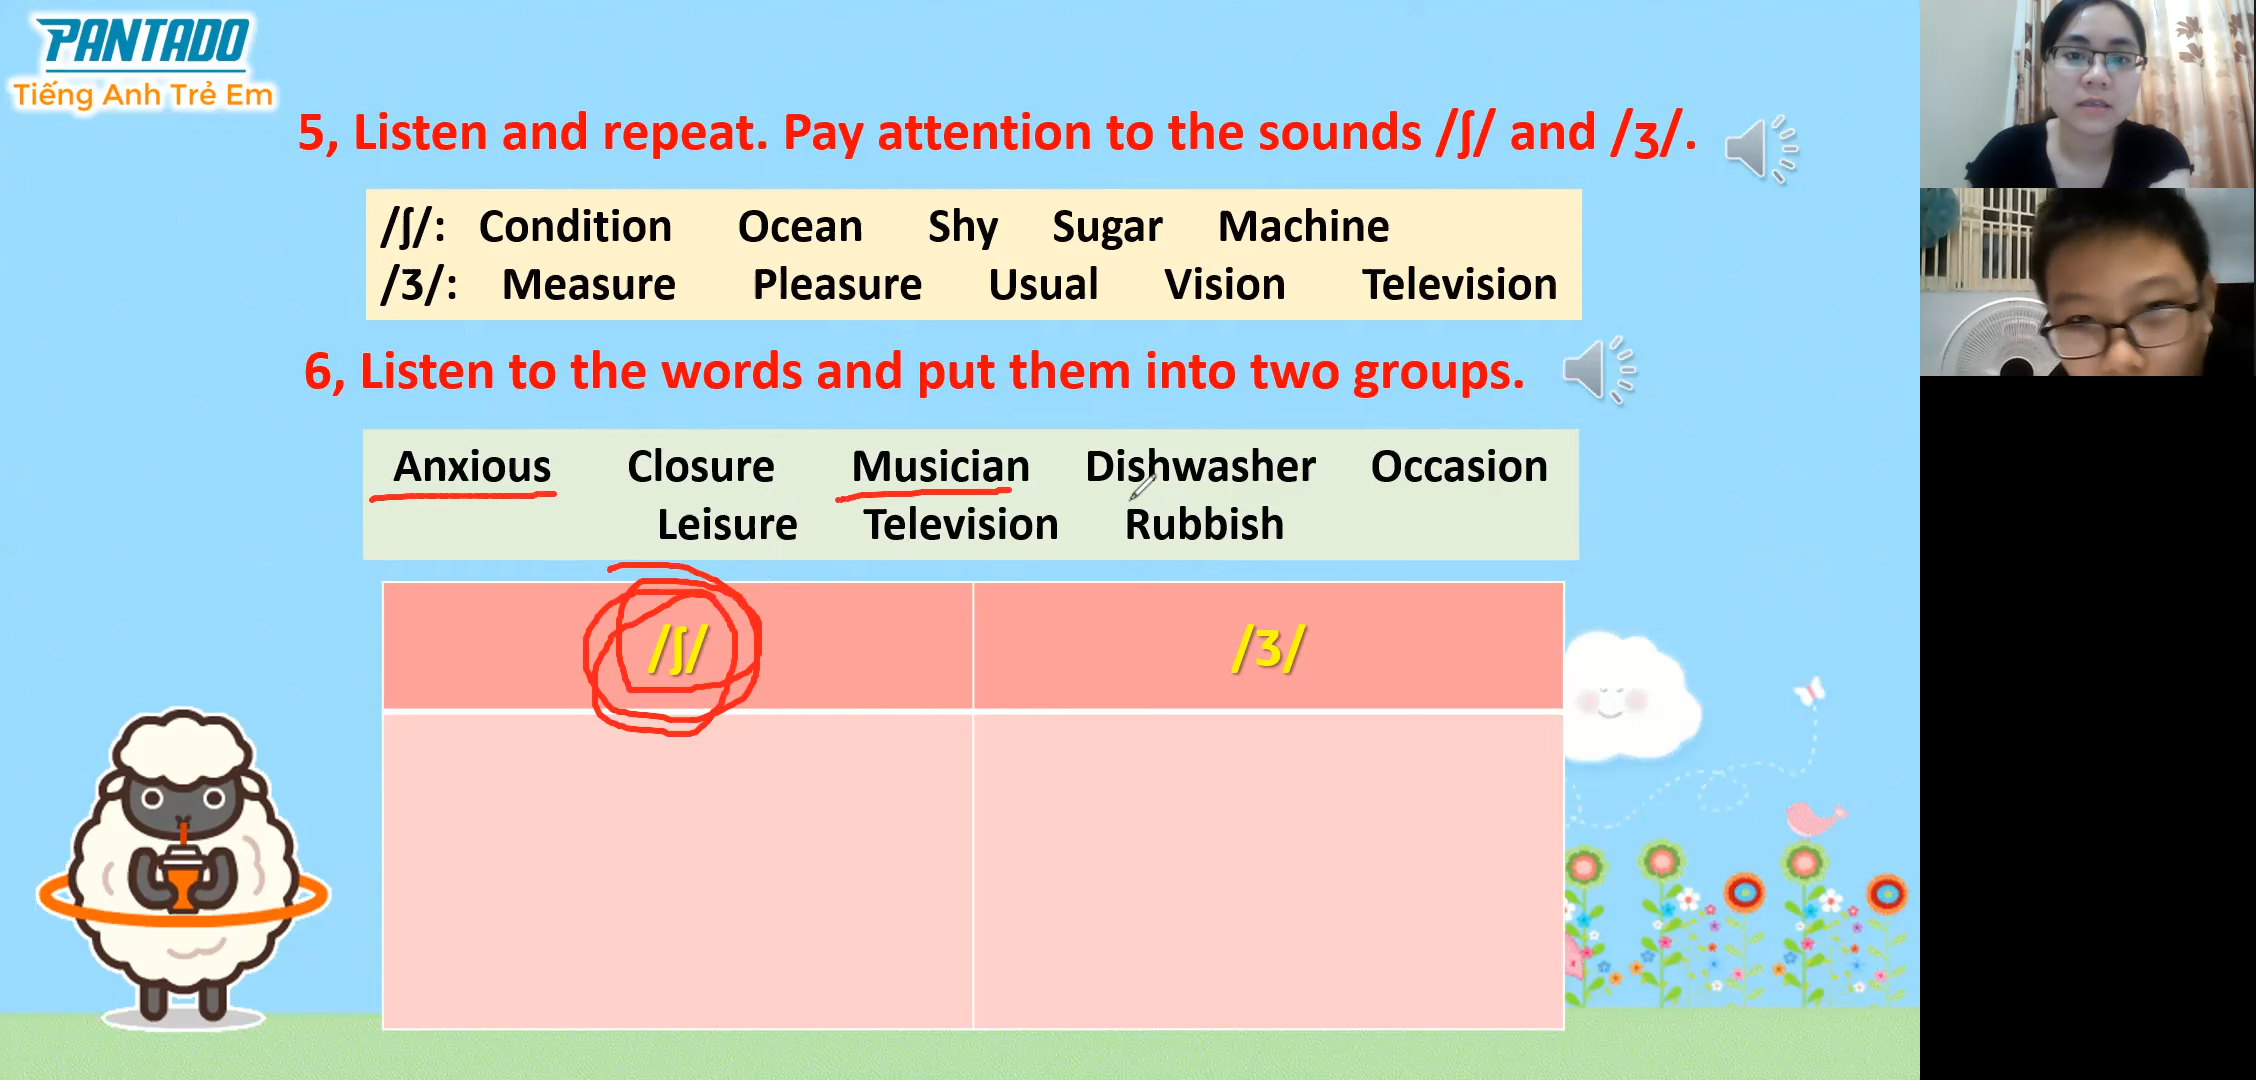 PANTADO
Tiếng Anh Trẻ Em
5, Listen and repeat. Pay attention to the sounds /ʃ/ and /ʒ/.
/ʃ/: Condition Ocean Shy Sugar Machine
/ʒ/: Measure Pleasure Usual Vision Television
6, Listen to the words and put them into two groups.
Anxious Closure Musician Dishwasher Occasion
Leisure Television Rubbish
/ʃ/ /ʒ/